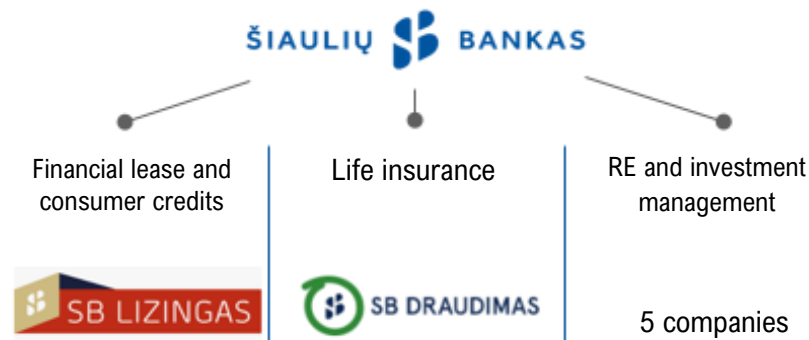 ŠIAULIŲ BANKAS
Financial lease and
consumer credits
SB LIZINGAS
Life insurance
SB DRAUDIMAS
RE and investment
management
5 companies